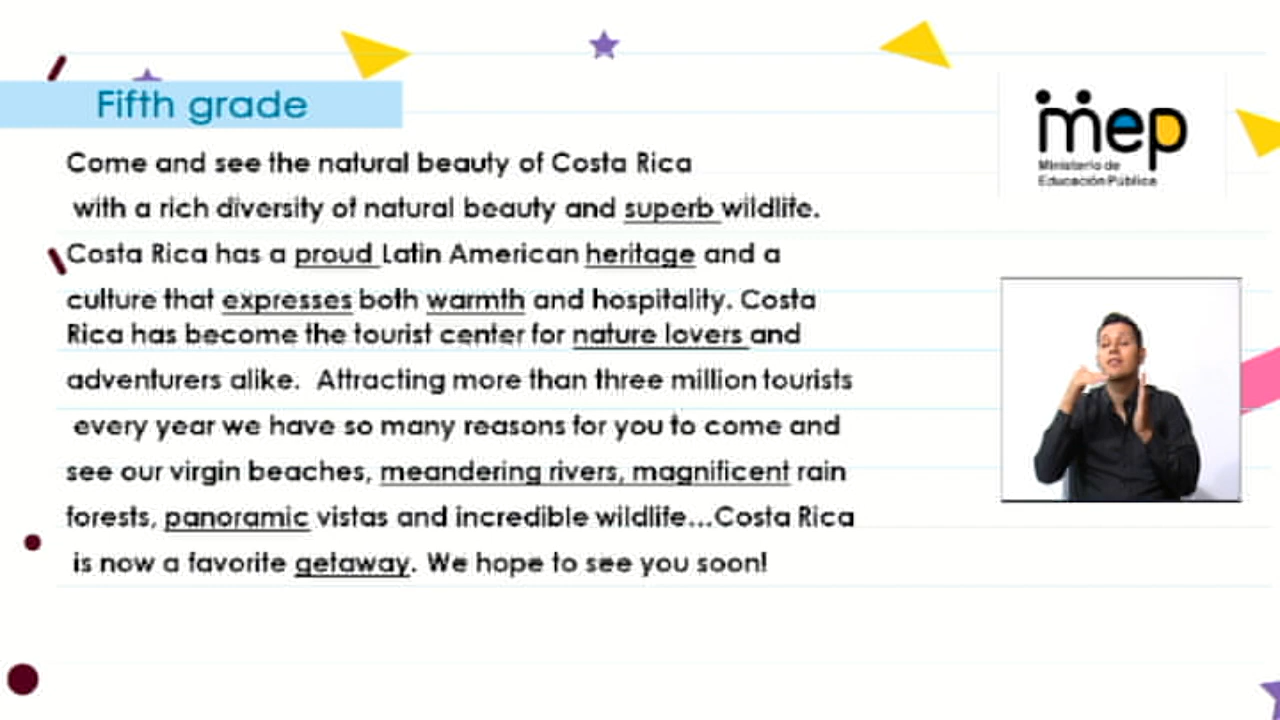 Fifth grade
mep
Ministerio de
Educación Pública
Come and see the natural beauty of Costa Rica
with a rich diversity of natural beauty and superb wildlife.
Costa Rica has a proud Latin American heritage and a
culture that expresses both warmth and hospitality. Costa
Rica has become the tourist center for nature lovers and
adventurers alike. Attracting more than three million tourists
every year we have so many reasons for you to come and
see our virgin beaches, meandering rivers, magnificent rain
forests, panoramic vistas and incredible wildlife...Costa Rica
is now a favorite getaway. We hope to see you soon!